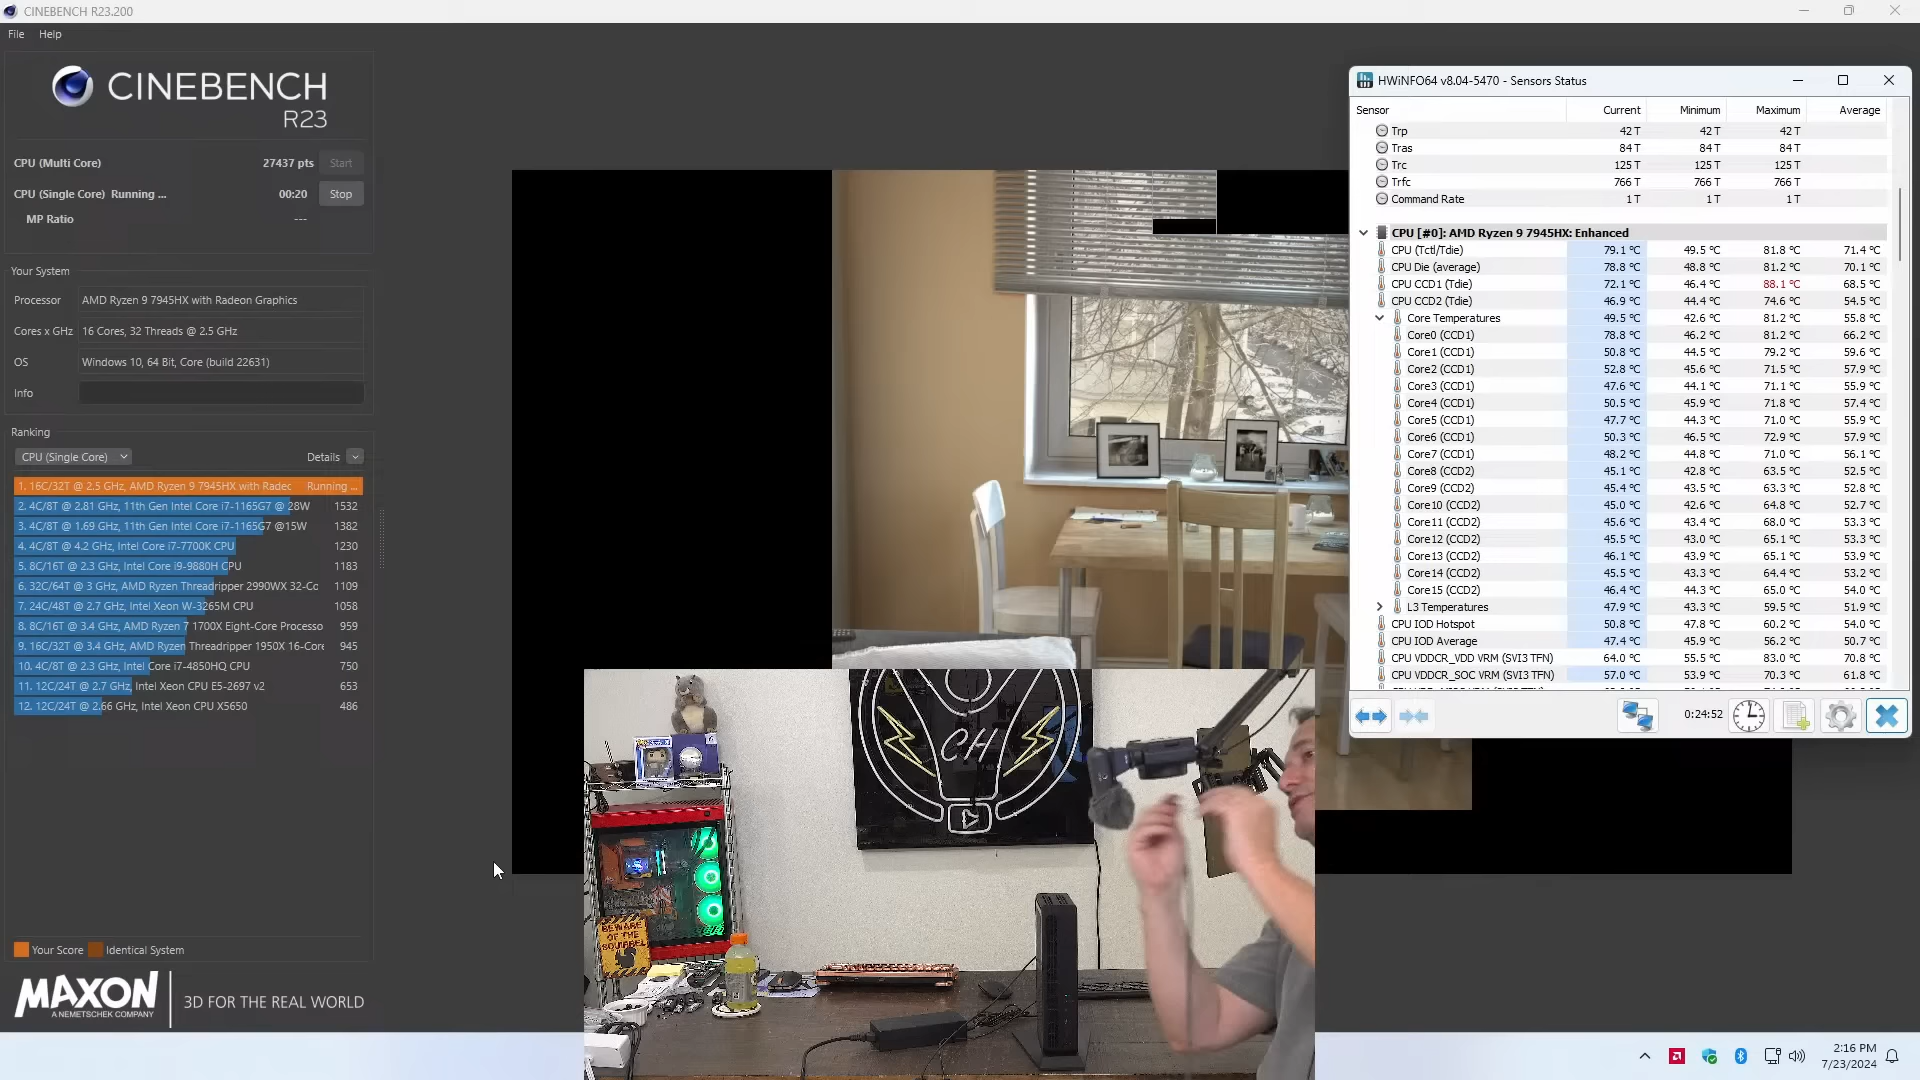 CINEBENCH R23.200
File Help
CINEBENCH
R23
CPU (Multi Core) 27437 pts Start
CPU (Single Core) Running ... 00:20 Stop
MP Ratio ---
Your System
Processor AMD Ryzen 9 7945HX with Radeon Graphics
Cores x GHz 16 Cores, 32 Threads @ 2.5 GHz
OS Windows 10, 64 Bit, Core (build 22631)
Info
Ranking
CPU (Single Core) Details
1. 16C/32T @ 2.5 GHz, AMD Ryzen 9 7945HX with Radec Running ...
2. 4C/8T @ 2.81 GHz, 11th Gen Intel Core i7-1165G7 @ 28W 1532
3. 4C/8T @ 1.69 GHz, 11th Gen Intel Core i7-1165G7 @15W 1382
4. 4C/8T @ 4.2 GHz, Intel Core i7-7700K CPU 1230
5. 8C/16T @ 2.3 GHz, Intel Core i9-9880H CPU 1183
6. 32C/64T @ 3 GHz, AMD Ryzen Threadripper 2990WX 32-Co 1109
7. 24C/48T @ 2.7 GHz, Intel Xeon W-3265M CPU 1058
8. 8C/16T @ 3.4 GHz, AMD Ryzen 7 1700X Eight-Core Processo 959
9. 16C/32T @ 3.4 GHz, AMD Ryzen Threadripper 1950X 16-Core 945
10. 4C/8T @ 2.3 GHz, Intel Core i7-4850HQ CPU 750
11. 12C/24T @ 2.7 GHz, Intel Xeon CPU E5-2697 v2 653
12. 12C/24T @ 2.66 GHz, Intel Xeon CPU X5650 486
Your Score Identical System
MAXON
A NEMETSCHEK COMPANY
3D FOR THE REAL WORLD
HWiNFO64 v8.04-5470 - Sensors Status
Sensor Current Minimum Maximum Average
Trp 42 T 42 T 42 T
Tras 84 T 84 T 84 T
Trc 125 T 125 T 125 T
Trfc 766 T 766 T 766 T
Command Rate 1 T 1 T 1 T
CPU [#0]: AMD Ryzen 9 7945HX: Enhanced
CPU (Tctl/Tdie) 79.1 °C 49.5 °C 81.8 °C 71.4 °C
CPU Die (average) 78.8 °C 48.8 °C 81.2 °C 70.1 °C
CPU CCD1 (Tdie) 72.1 °C 46.4 °C 88.1 °C 68.5 °C
CPU CCD2 (Tdie) 46.9 °C 44.4 °C 74.6 °C 54.5 °C
Core Temperatures 49.5 °C 42.6 °C 81.2 °C 55.8 °C
Core0 (CCD1) 78.8 °C 46.2 °C 81.2 °C 66.2 °C
Core1 (CCD1) 50.8 °C 44.5 °C 79.2 °C 59.6 °C
Core2 (CCD1) 52.8 °C 45.6 °C 71.5 °C 57.9 °C
Core3 (CCD1) 47.6 °C 44.1 °C 71.1 °C 55.9 °C
Core4 (CCD1) 50.5 °C 45.9 °C 71.8 °C 57.4 °C
Core5 (CCD1) 47.7 °C 44.3 °C 71.0 °C 55.9 °C
Core6 (CCD1) 50.3 °C 46.5 °C 72.9 °C 57.9 °C
Core7 (CCD1) 48.2 °C 44.8 °C 71.0 °C 56.1 °C
Core8 (CCD2) 45.1 °C 42.8 °C 63.5 °C 52.5 °C
Core9 (CCD2) 45.4 °C 43.5 °C 63.3 °C 52.8 °C
Core10 (CCD2) 45.0 °C 42.6 °C 64.8 °C 52.7 °C
Core11 (CCD2) 45.6 °C 43.4 °C 68.0 °C 53.3 °C
Core12 (CCD2) 45.5 °C 43.0 °C 65.1 °C 53.3 °C
Core13 (CCD2) 46.1 °C 43.9 °C 65.1 °C 53.9 °C
Core14 (CCD2) 45.5 °C 43.3 °C 64.4 °C 53.2 °C
Core15 (CCD2) 46.4 °C 44.3 °C 65.0 °C 54.0 °C
L3 Temperatures 47.9 °C 43.3 °C 59.5 °C 51.9 °C
CPU IOD Hotspot 50.8 °C 47.8 °C 60.2 °C 54.0 °C
CPU IOD Average 47.4 °C 45.9 °C 56.2 °C 50.7 °C
CPU VDDCR_VDD VRM (SVI3 TFN) 64.0 °C 55.5 °C 83.0 °C 70.8 °C
CPU VDDCR_SOC VRM (SVI3 TFN) 57.0 °C 53.9 °C 70.3 °C 61.8 °C
0:24:52
CH
BEWARE
OF THE
SQUIRREL
2:16 PM
7/23/2024